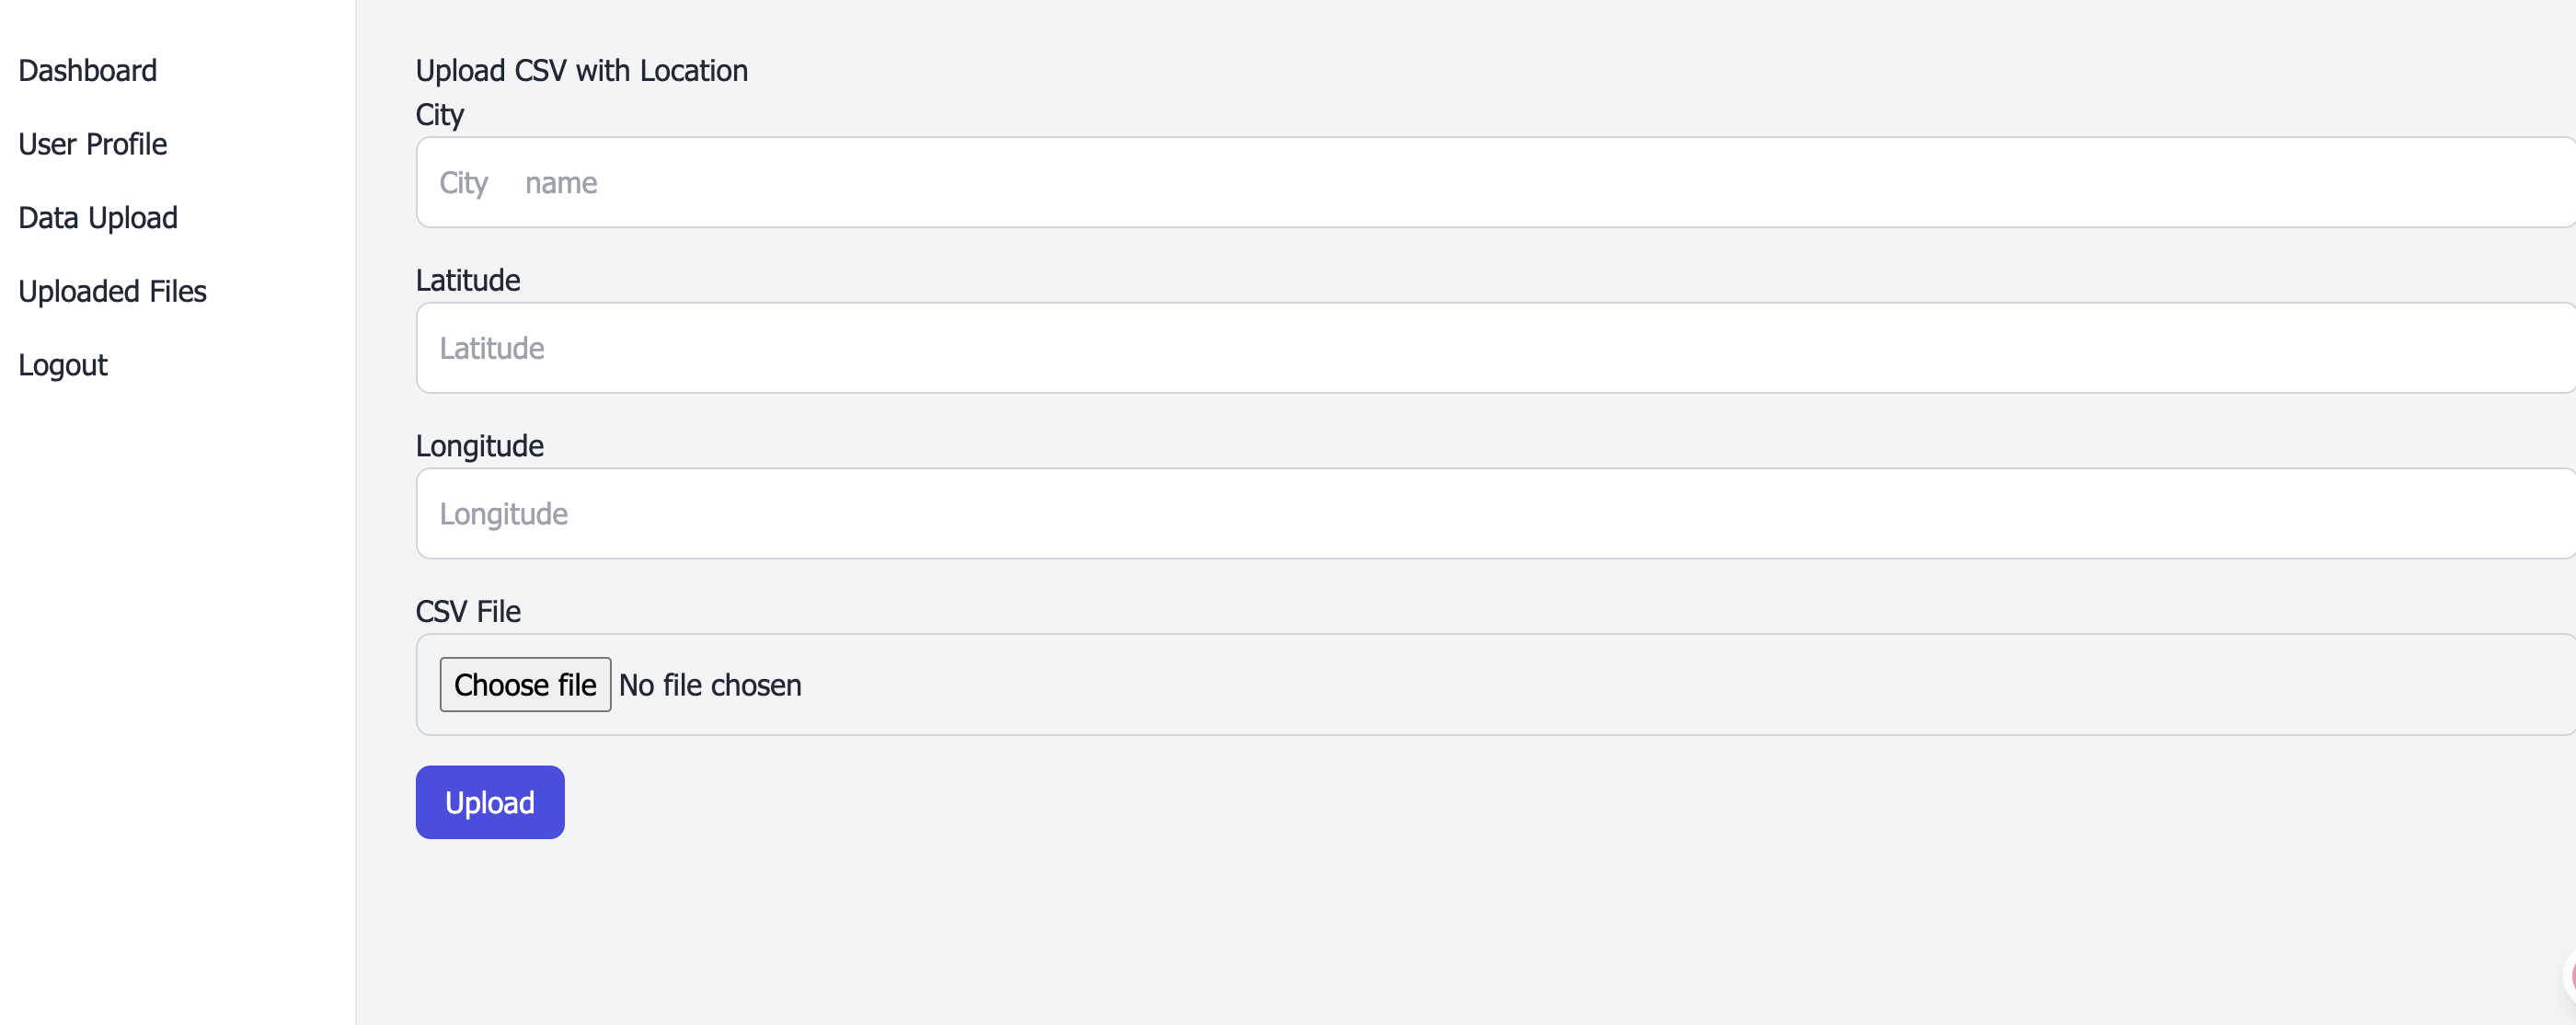 Dashboard
User Profile
Data Upload
Uploaded Files
Logout
Upload CSV with Location
City
City name
Latitude
Latitude
Longitude
Longitude
CSV File
Choose file No file chosen
Upload